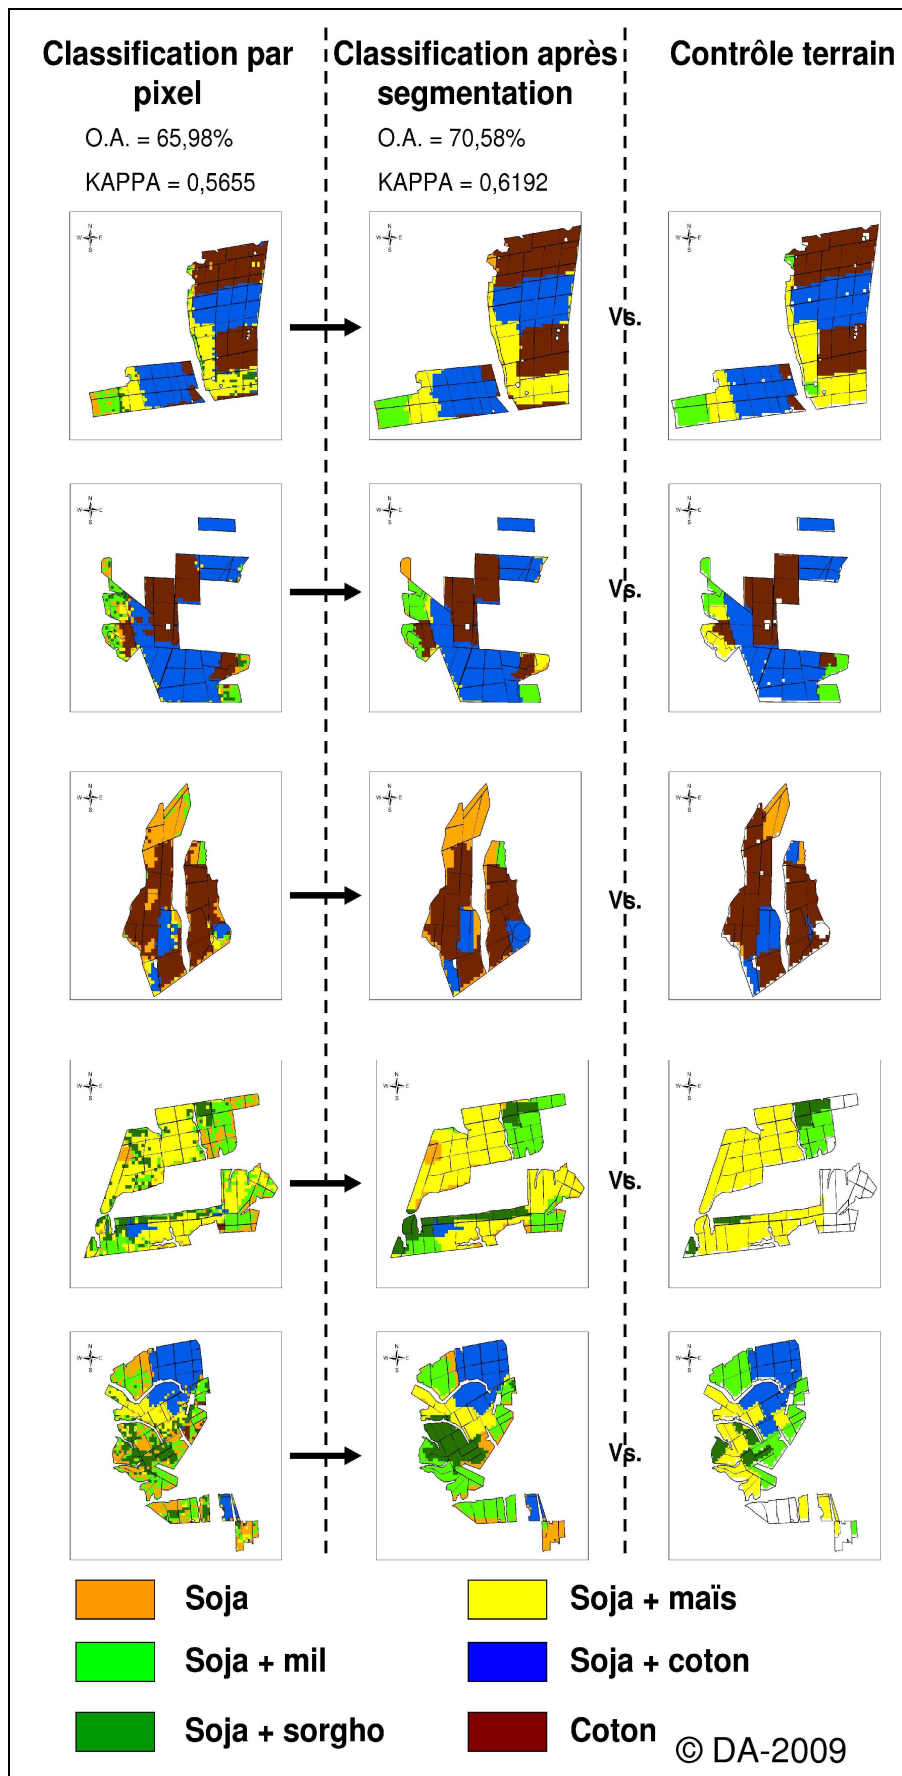 Classification par
pixel
O.A. = 65,98%
KAPPA = 0,5655
Classification après
segmentation
O.A. = 70,58%
KAPPA = 0,6192
Contrôle terrain
N
W E
S
N
W E
S
N
W E
S
Vs.
N
W E
S
N
W E
S
N
W E
S
Vs.
N
W E
S
N
W E
S
N
W E
S
Vs.
N
W E
S
N
W E
S
N
W E
S
Vs.
N
W E
S
N
W E
S
N
W E
S
Vs.
Soja
Soja + maïs
Soja + mil
Soja + coton
Soja + sorgho
Coton
© DA-2009